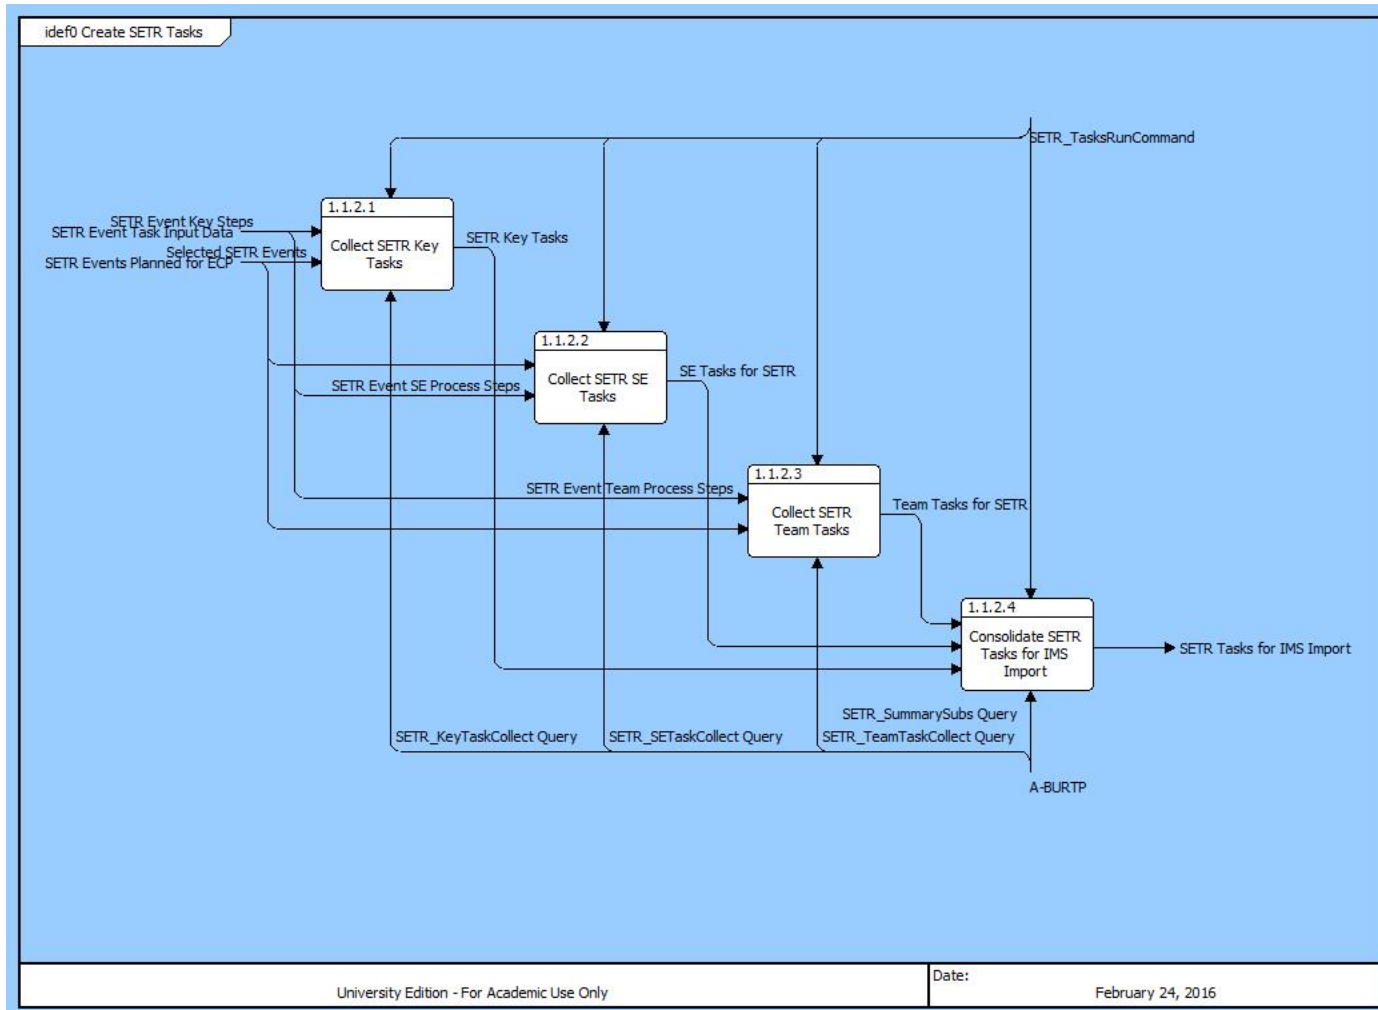 idef0 Create SETR Tasks
SETR_TasksRunCommand
1.1.2.1
Collect SETR Key
Tasks
SETR Event Key Steps
SETR Event Task Input Data
Selected SETR Events
SETR Events Planned for ECP
SETR Key Tasks
1.1.2.2
Collect SETR SE
Tasks
SETR Event SE Process Steps
SE Tasks for SETR
1.1.2.3
Collect SETR
Team Tasks
SETR Event Team Process Steps
Team Tasks for SETR
1.1.2.4
Consolidate SETR
Tasks for IMS
Import
SETR Tasks for IMS Import
SETR_SummarySubs Query
SETR_KeyTaskCollect Query
SETR_SETaskCollect Query
SETR_TeamTaskCollect Query
A-BURTP
University Edition - For Academic Use Only
Date:
February 24, 2016